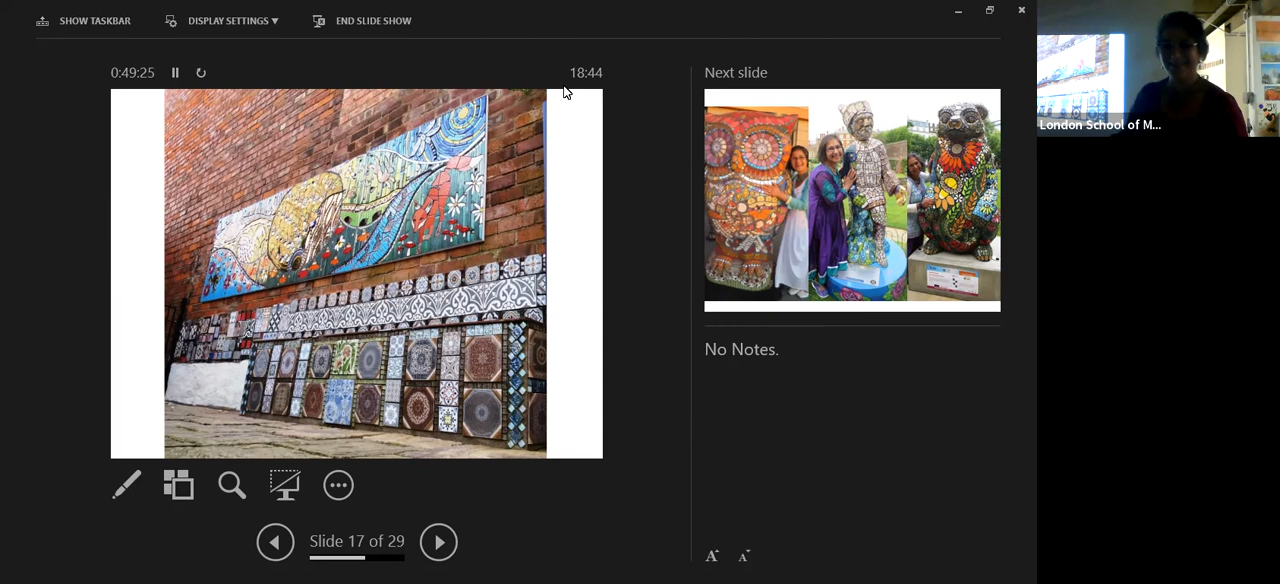 SHOW TASKBAR
DISPLAY SETTINGS ▼
END SLIDE SHOW
0:49:25
18:44
Next slide
London School of M...
No Notes.
Slide 17 of 29
A
A